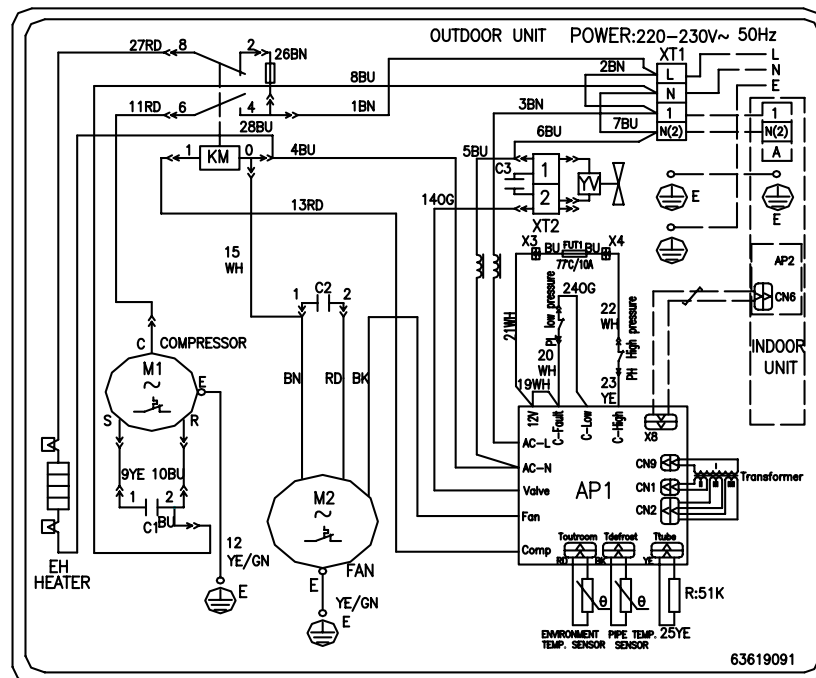 OUTDOOR UNIT POWER:220-230V~ 50Hz
27RD 8 2 26BN
XT1
L
N
E
2BN
L
8BU
N
11RD 6 4 1BN
3BN
1
1
28BU
7BU
N(2)
N(2)
6BU
A
1 KM 0 4BU
5BU
C3
1
YV
2
E
E
14OG
13RD
XT2
15
WH
X3 BU FUT1 BU X4
77°C/10A
AP2
CN6
1 C2 2
24OG
21WH
PL low pressure
22
WH
PH High pressure
20
WH
23
YE
19WH
INDOOR
UNIT
C COMPRESSOR
M1
~
E
S R
BN RD BK
12V
C-Fault
C-Low
C-High
X8
AC-L
AC-N
Valve
Fan
Comp
AP1
CN9
CN1
CN2
I
II
III
Transformer
9YE 10BU
1 2
C1 BU
M2
~
E
FAN
12
YE/GN
E
YE/GN
E
EH
HEATER
Toutroom Tdefrost Ttube
RD BK YE
θ θ
R:51K
ENVIRONMENT
TEMP. SENSOR
PIPE TEMP.
SENSOR
25YE
63619091